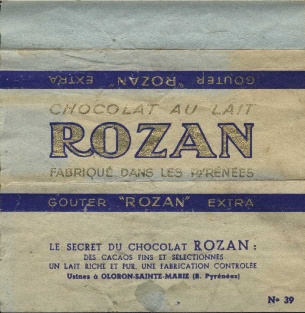 GOUTER "ROZAN" EXTRA
CHOCOLAT AU LAIT
ROZAN
FABRIQUÉ DANS LES PYRÉNÉES
GOUTER "ROZAN" EXTRA
LE SECRET DU CHOCOLAT ROZAN :
DES CACAOS FINS ET SÉLECTIONNÉS
UN LAIT RICHE ET PUR, UNE FABRICATION CONTROLÉE
Usines à OLORON-SAINTE-MARIE (B. Pyrénées)
No 39